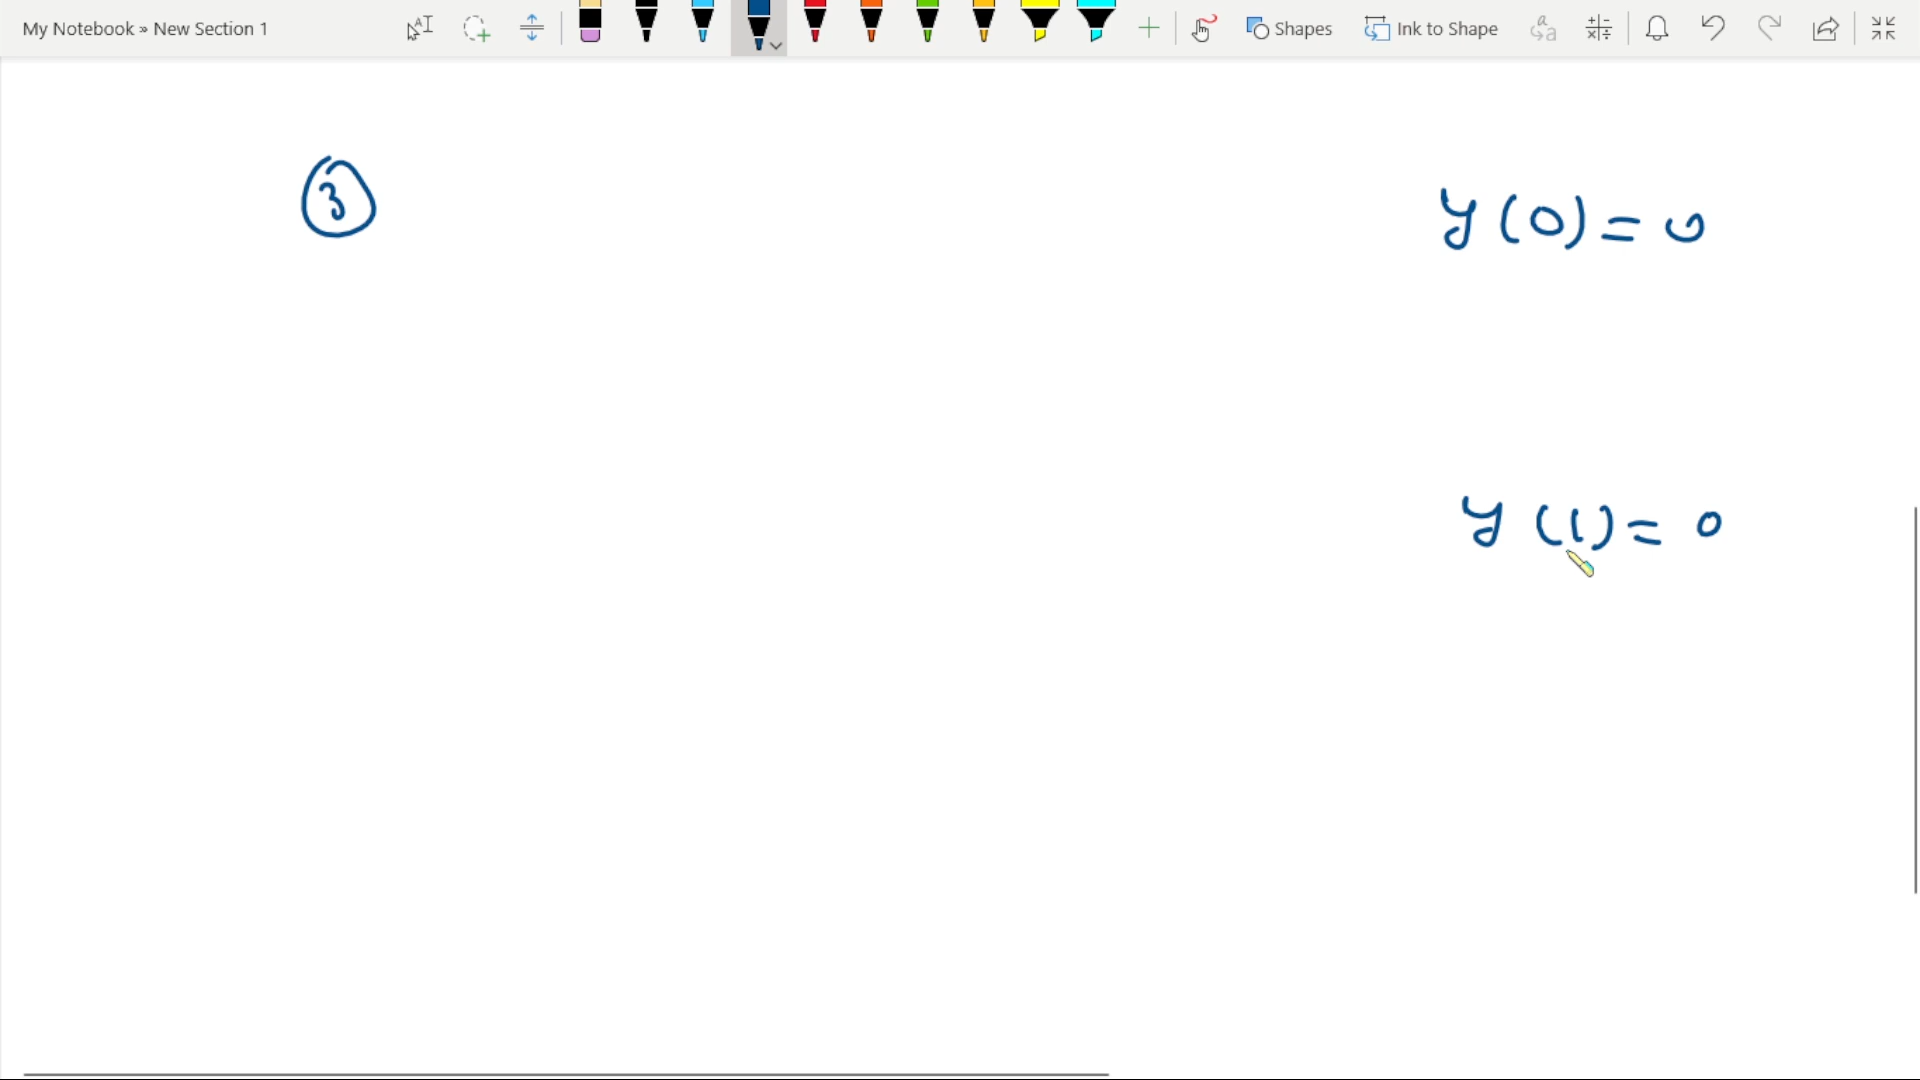 My Notebook » New Section 1 Shapes Ink to Shape
3
y(0) = 0
y(1) = 0